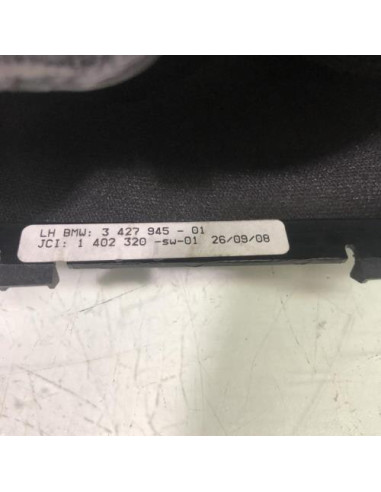 LH BMW: 3 427 945 - 01
JCI: 1 402 320 -sw-01 26/09/08